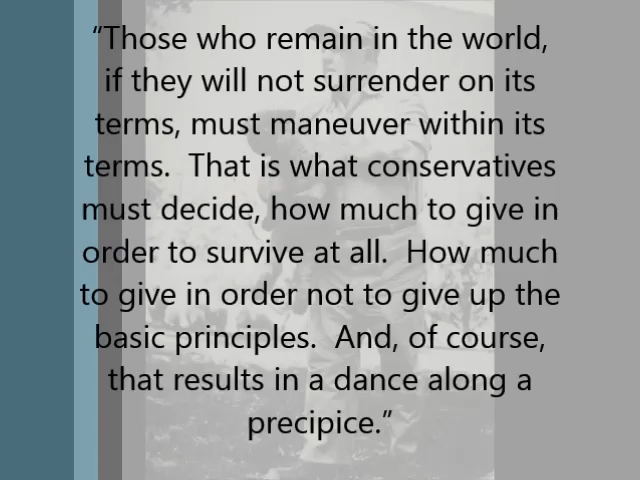 “Those who remain in the world,
if they will not surrender on its
terms, must maneuver within its
terms.  That is what conservatives
must decide, how much to give in
order to survive at all.  How much
to give in order not to give up the
basic principles.  And, of course,
that results in a dance along a
precipice.”